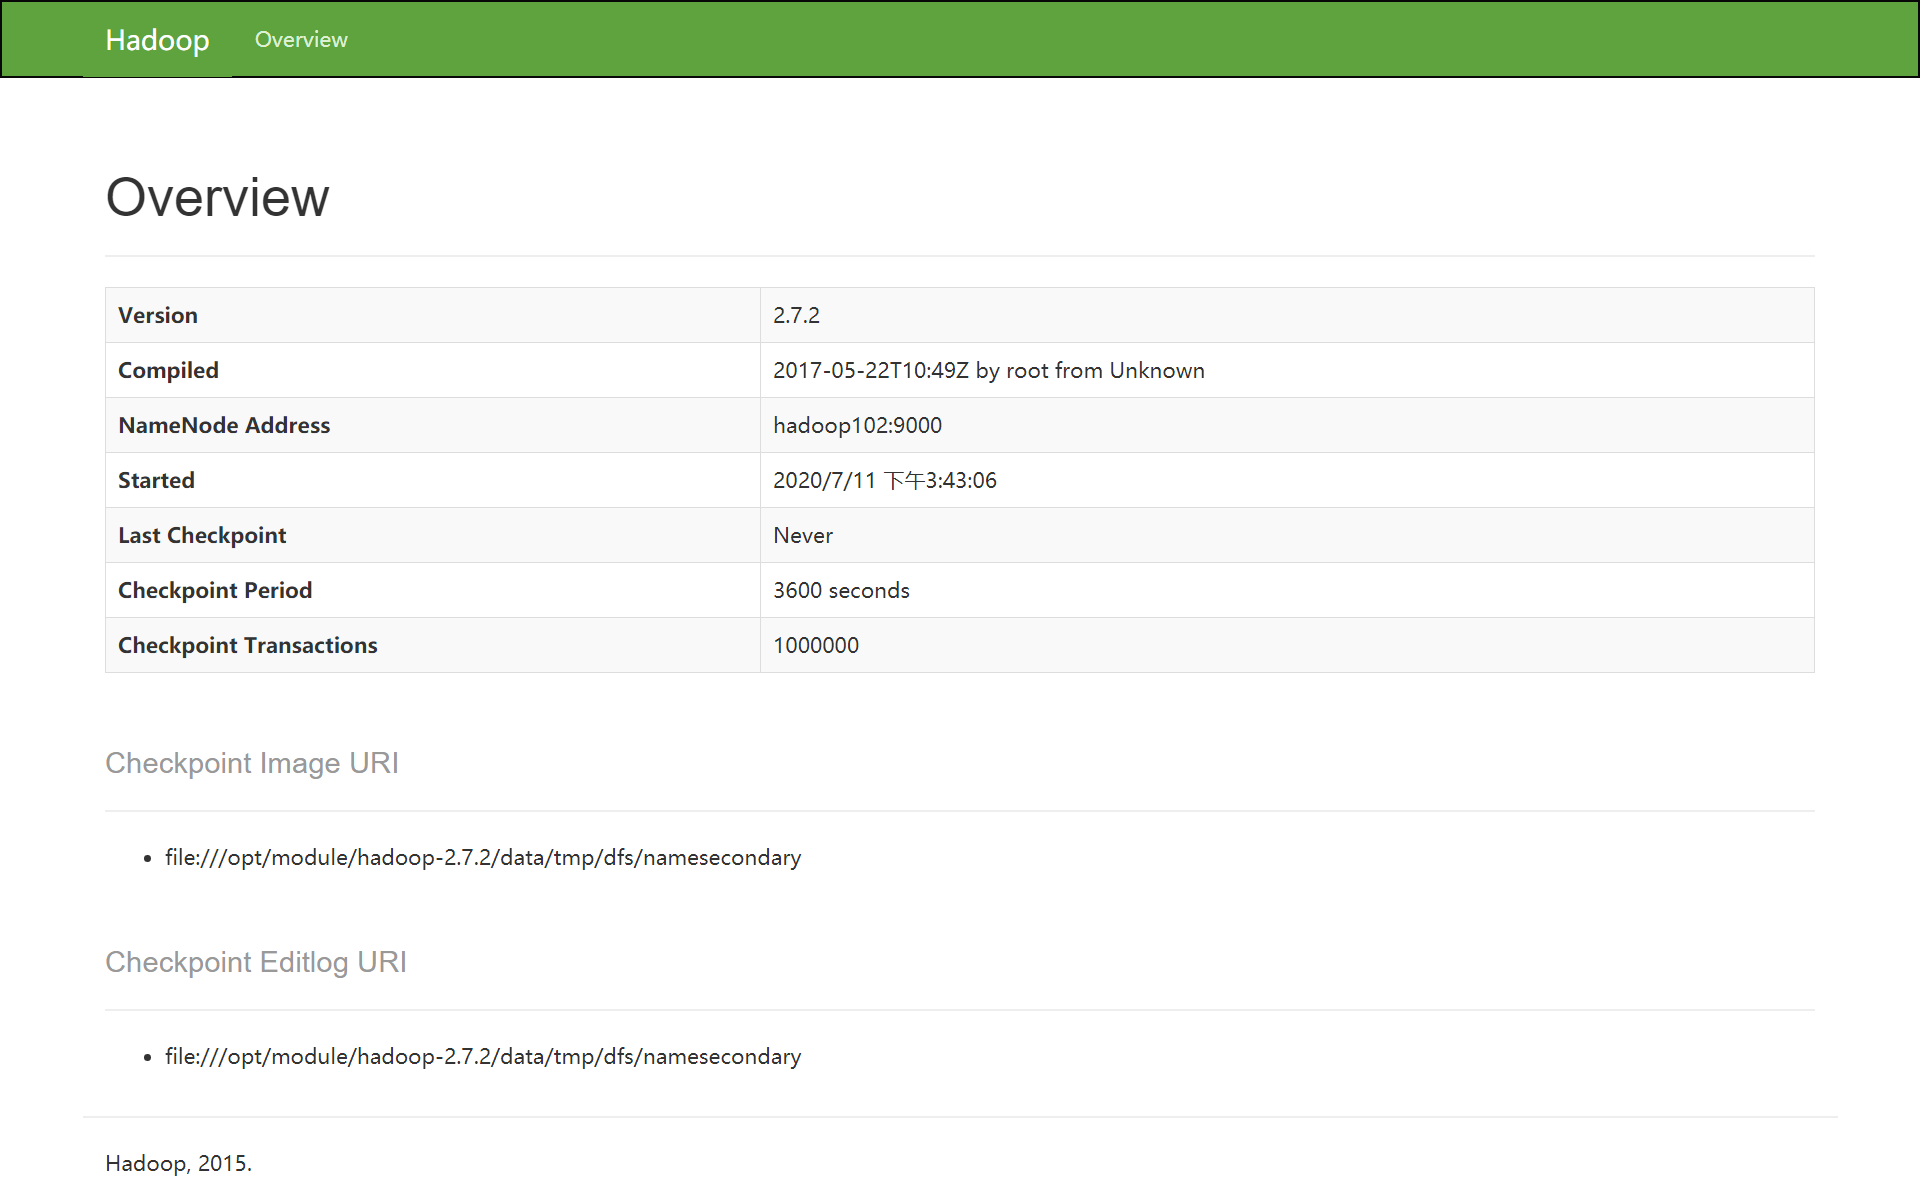 Hadoop Overview
Overview
Version 2.7.2
Compiled 2017-05-22T10:49Z by root from Unknown
NameNode Address hadoop102:9000
Started 2020/7/11 下午3:43:06
Last Checkpoint Never
Checkpoint Period 3600 seconds
Checkpoint Transactions 1000000
Checkpoint Image URI
• file:///opt/module/hadoop-2.7.2/data/tmp/dfs/namesecondary
Checkpoint Editlog URI
• file:///opt/module/hadoop-2.7.2/data/tmp/dfs/namesecondary
Hadoop, 2015.